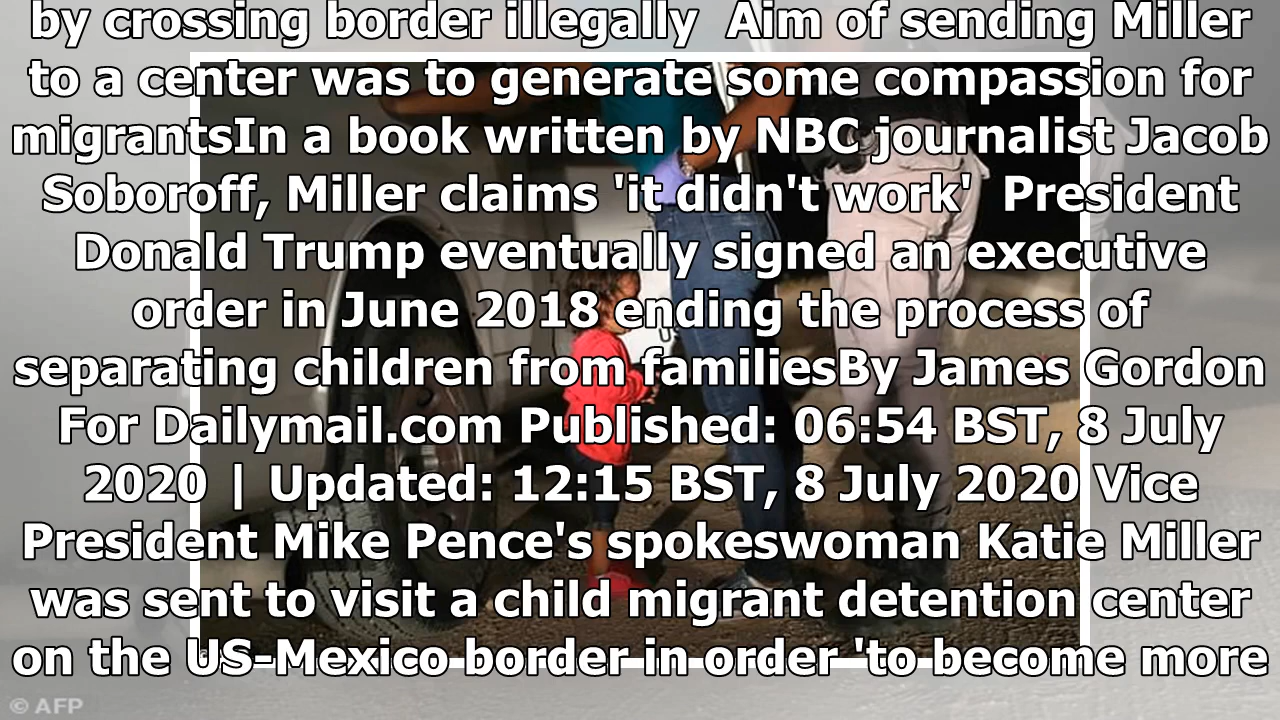 by crossing border illegally  Aim of sending Miller
to a center was to generate some compassion for
migrantsIn a book written by NBC journalist Jacob
Soboroff, Miller claims 'it didn't work'  President
Donald Trump eventually signed an executive
order in June 2018 ending the process of
separating children from familiesBy James Gordon
For Dailymail.com Published: 06:54 BST, 8 July
2020 | Updated: 12:15 BST, 8 July 2020 Vice
President Mike Pence's spokeswoman Katie Miller
was sent to visit a child migrant detention center
on the US-Mexico border in order 'to become more
© AFP